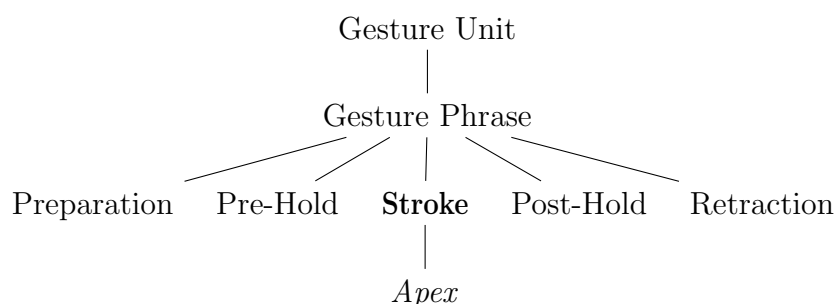 Gesture Unit
Gesture Phrase
Preparation Pre-Hold Stroke Post-Hold Retraction
Apex